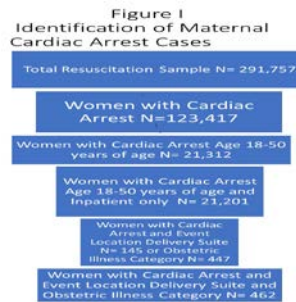 Figure I
Identification of Maternal
Cardiac Arrest Cases
Total Resuscitation Sample N= 291,757
Women with Cardiac
Arrest N=123,417
Women with Cardiac Arrest Age 18-50
years of age N= 21,312
Women with Cardiac Arrest
Age 18-50 years of age and
Inpatient only N= 21,201
Women with Cardiac
Arrest and Event
Location Delivery Suite
N= 145 or Obstetric
Illness Category N= 447
Women with Cardiac Arrest and
Event Location Delivery Suite and
Obstetric Illness Category N= 462